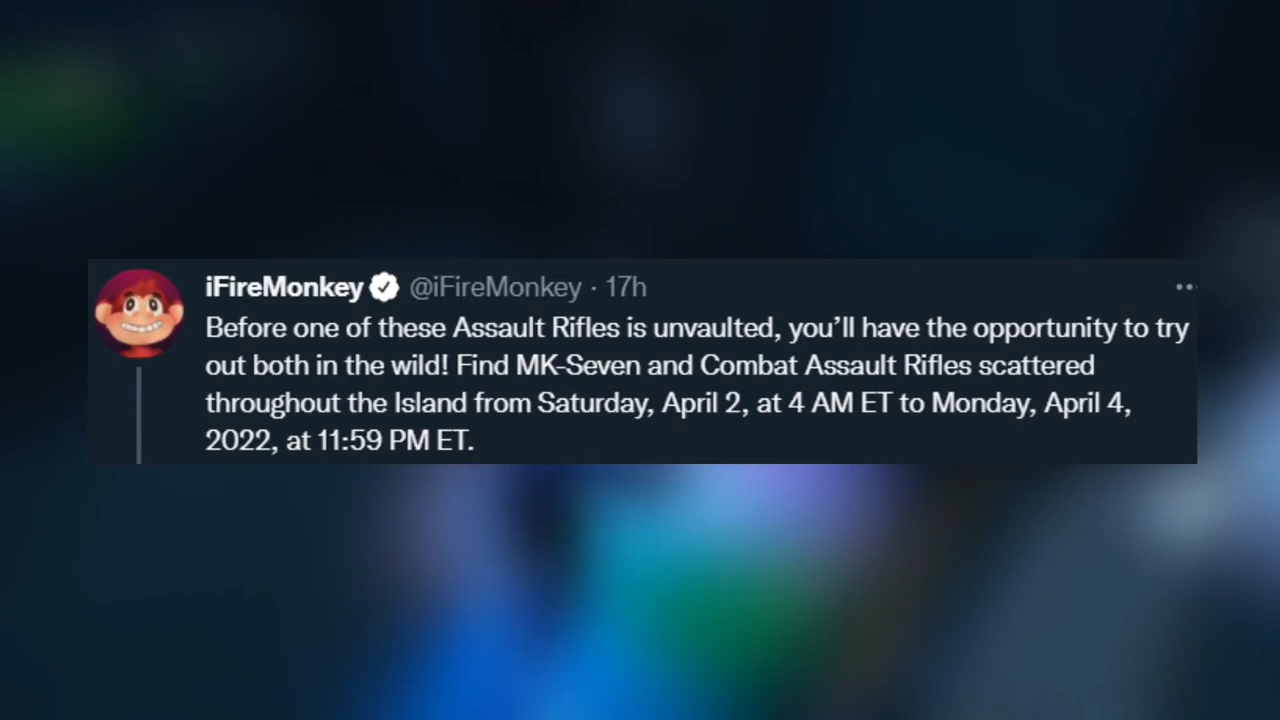 iFireMonkey @iFireMonkey · 17h
Before one of these Assault Rifles is unvaulted, you’ll have the opportunity to try
out both in the wild! Find MK-Seven and Combat Assault Rifles scattered
throughout the Island from Saturday, April 2, at 4 AM ET to Monday, April 4,
2022, at 11:59 PM ET.